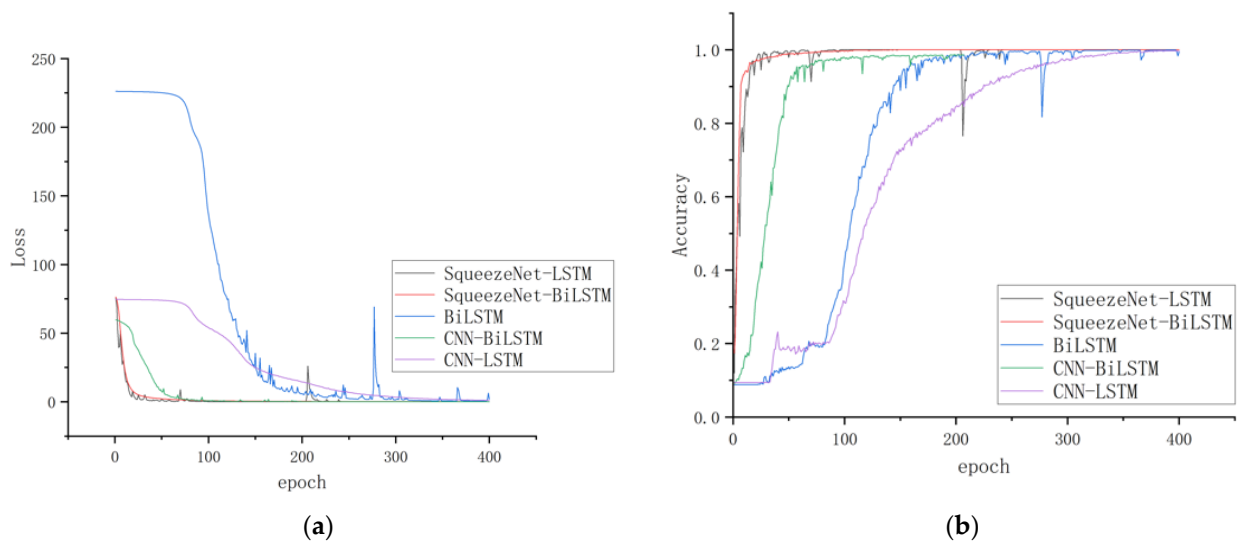 250
200
150
100
50
0
Loss
0 100 200 300 400
epoch
SqueezeNet-LSTM
SqueezeNet-BiLSTM
BiLSTM
CNN-BiLSTM
CNN-LSTM
(a)
1.0
0.8
0.6
0.4
0.2
0.0
Accuracy
0 100 200 300 400
epoch
SqueezeNet-LSTM
SqueezeNet-BiLSTM
BiLSTM
CNN-BiLSTM
CNN-LSTM
(b)